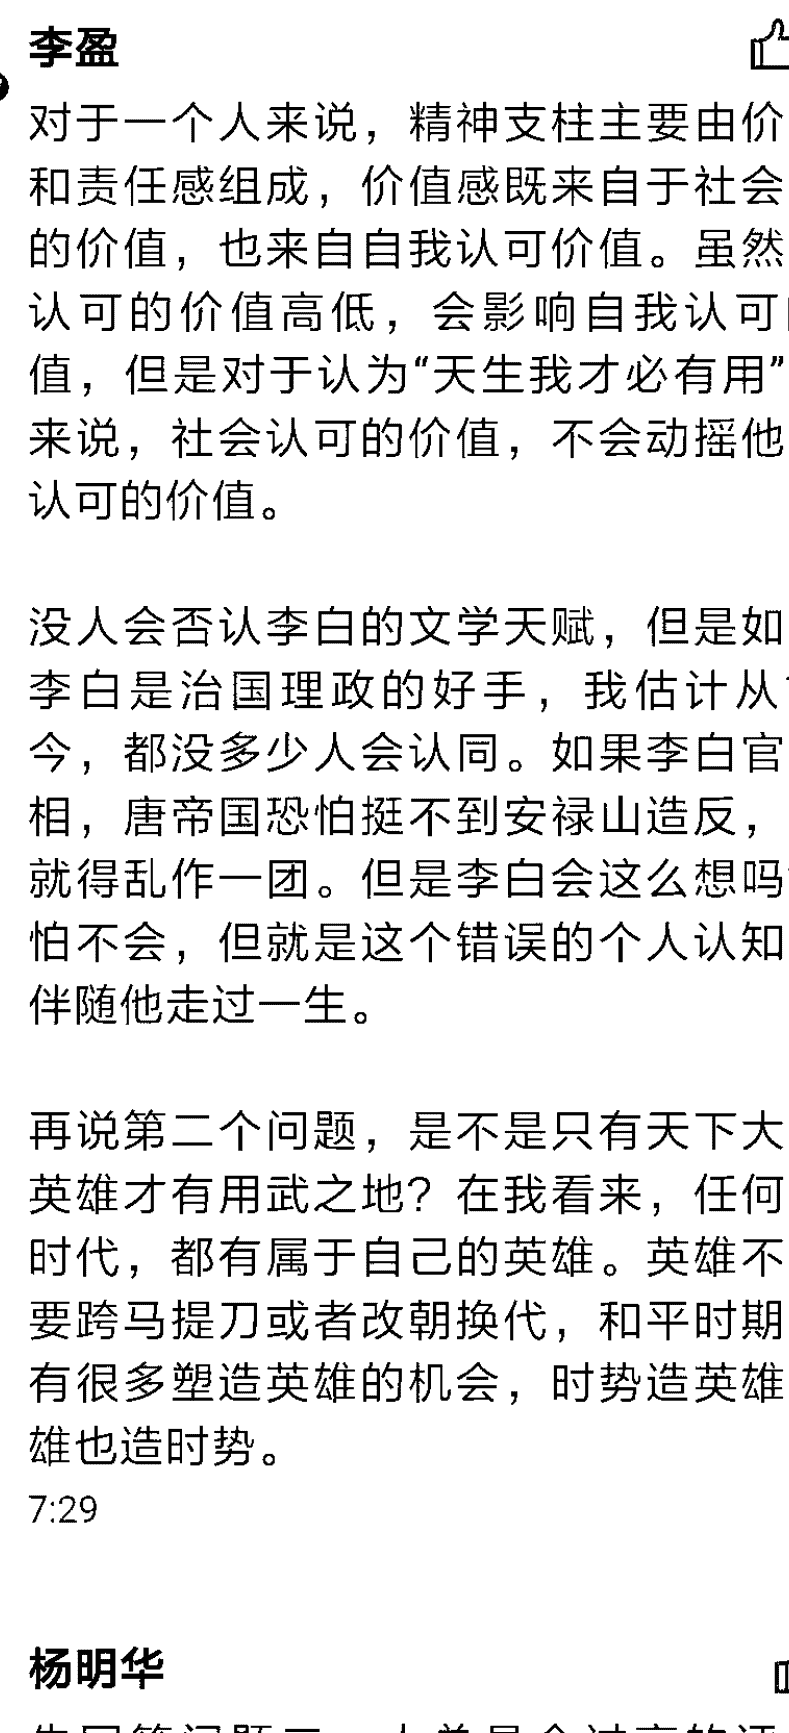 李盈
对于一个人来说，精神支柱主要由价
和责任感组成，价值感既来自于社会
的价值，也来自自我认可价值。虽然
认可的价值高低，会影响自我认可
值，但是对于认为“天生我才必有用”
来说，社会认可的价值，不会动摇他
认可的价值。
没人会否认李白的文学天赋，但是如
李白是治国理政的好手，我估计从
今，都没多少人会认同。如果李白官
相，唐帝国恐怕挺不到安禄山造反，
就得乱作一团。但是李白会这么想吗
怕不会，但就是这个错误的个人认知
伴随他走过一生。
再说第二个问题，是不是只有天下大
英雄才有用武之地？在我看来，任何
时代，都有属于自己的英雄。英雄不
要跨马提刀或者改朝换代，和平时期
有很多塑造英雄的机会，时势造英雄
雄也造时势。
7:29
杨明华